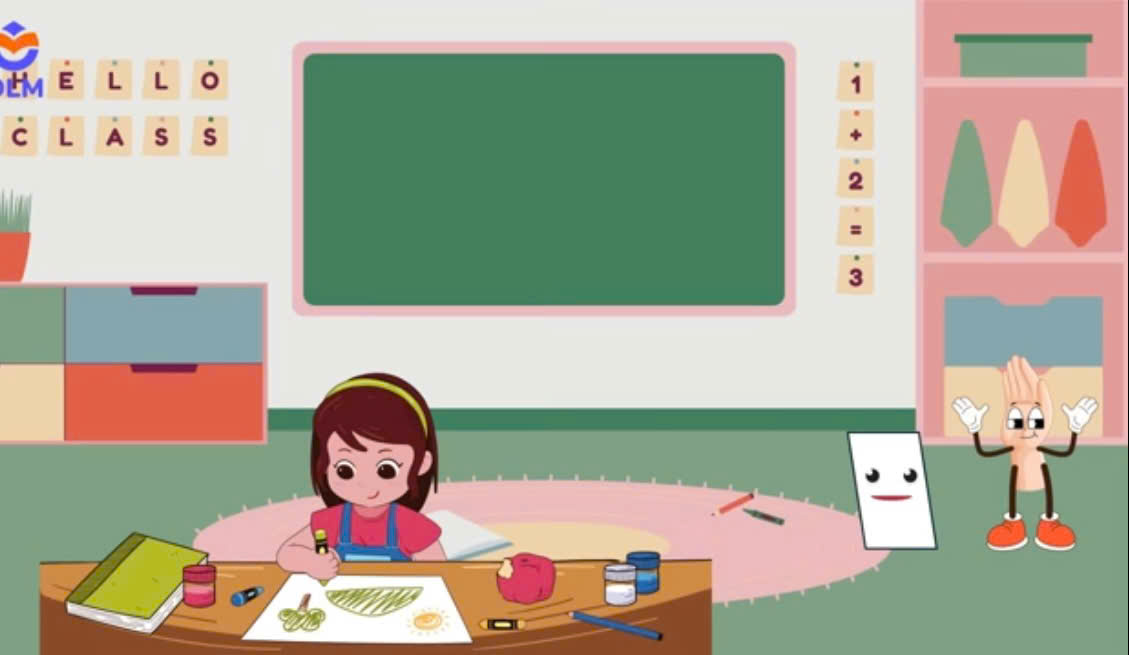 HELLO
CLASS
1
+
2
=
3